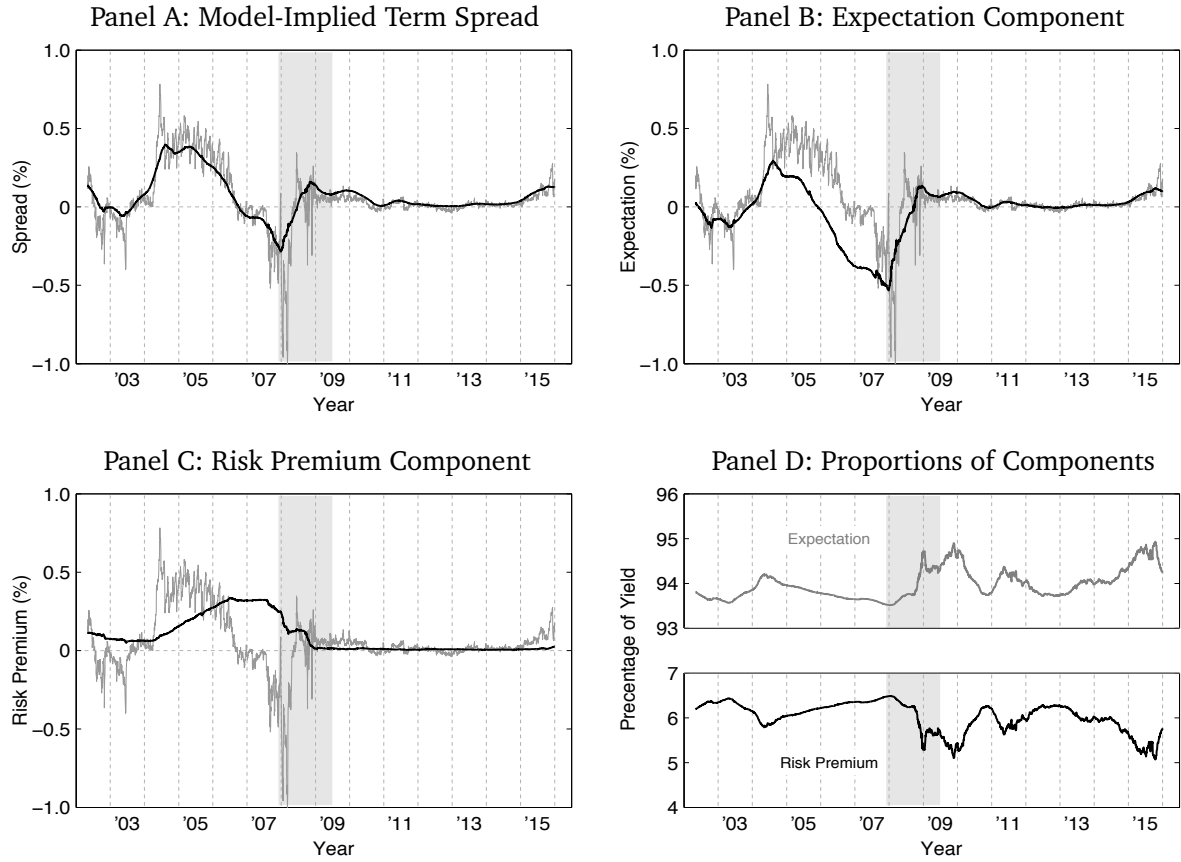 Panel A: Model-Implied Term Spread
1.0
0.5
0
−0.5
−1.0
Spread (%)
'03 '05 '07 '09 '11 '13 '15
Year
Panel B: Expectation Component
1.0
0.5
0
−0.5
−1.0
Expectation (%)
'03 '05 '07 '09 '11 '13 '15
Year
Panel C: Risk Premium Component
1.0
0.5
0
−0.5
−1.0
Risk Premium (%)
'03 '05 '07 '09 '11 '13 '15
Year
Panel D: Proportions of Components
96
95
94
93
Expectation
Precentage of Yield
7
6
5
4
Risk Premium
'03 '05 '07 '09 '11 '13 '15
Year